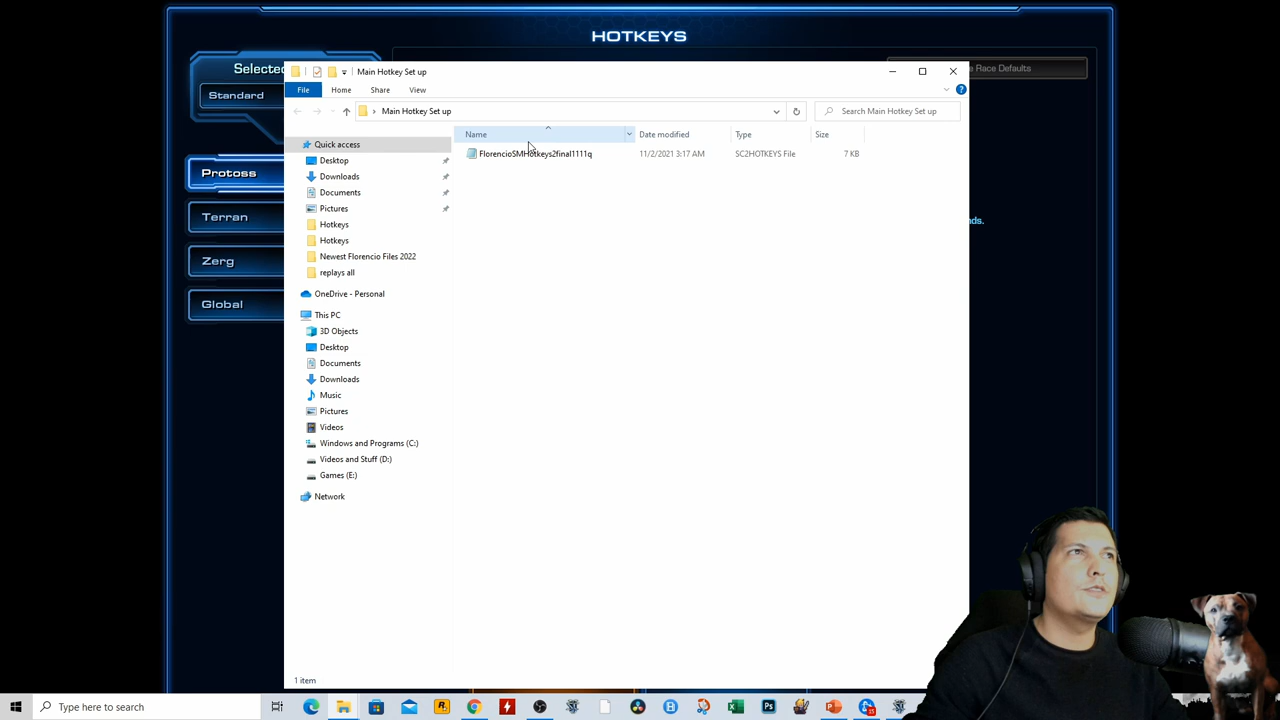 HOTKEYS
Selected
Standard
Race Defaults
Main Hotkey Set up
File
Home
Share
View
Main Hotkey Set up
Search Main Hotkey Set up
Name
Date modified
Type
Size
FlorencioSMHotkeys2final1111q
11/2/2021 3:17 AM
SC2HOTKEYS File
7 KB
Quick access
Desktop
Downloads
Documents
Pictures
Hotkeys
Hotkeys
Newest Florencio Files 2022
replays all
OneDrive - Personal
This PC
3D Objects
Desktop
Documents
Downloads
Music
Pictures
Videos
Windows and Programs (C:)
Videos and Stuff (D:)
Games (E:)
Network
Protoss
Terran
Zerg
Global
nds.
1 item
Type here to search